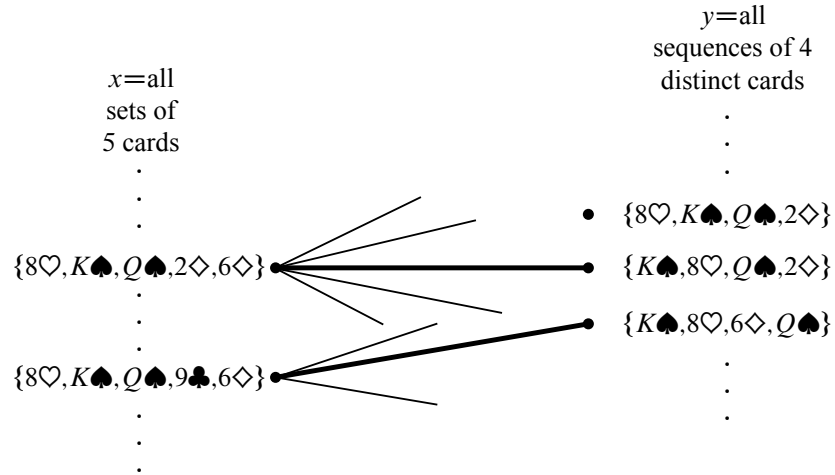 x=all
sets of
5 cards
y=all
sequences of 4
distinct cards
{8♡,K♠,Q♠,2♢,6♢}
{8♡,K♠,Q♠,9♣,6♢}
{8♡,K♠,Q♠,2♢}
{K♠,8♡,Q♠,2♢}
{K♠,8♡,6♢,Q♠}